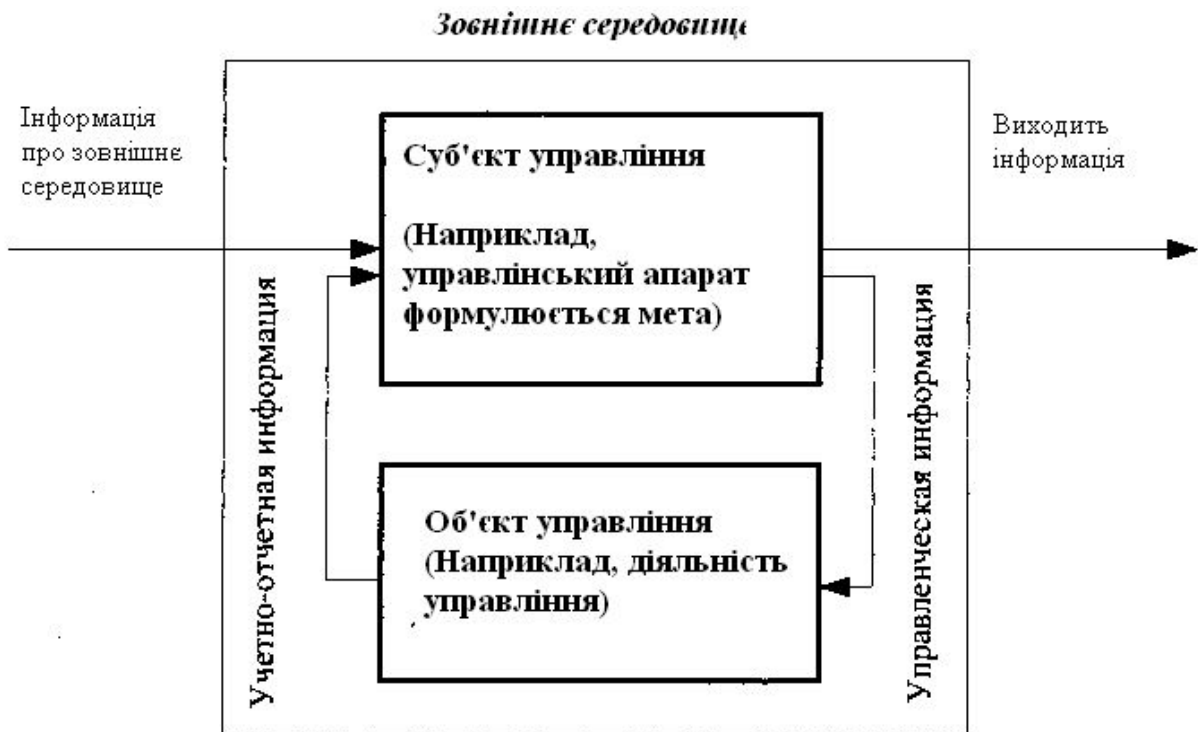 Зовнішнє середовище
Інформація
про зовнішнє
середовище
Суб'єкт управління
(Наприклад,
управлінський апарат
формулюється мета)
Виходить
інформація
Учетно-отчетная информация
Управленческая информация
Об'єкт управління
(Наприклад, діяльність
управління)